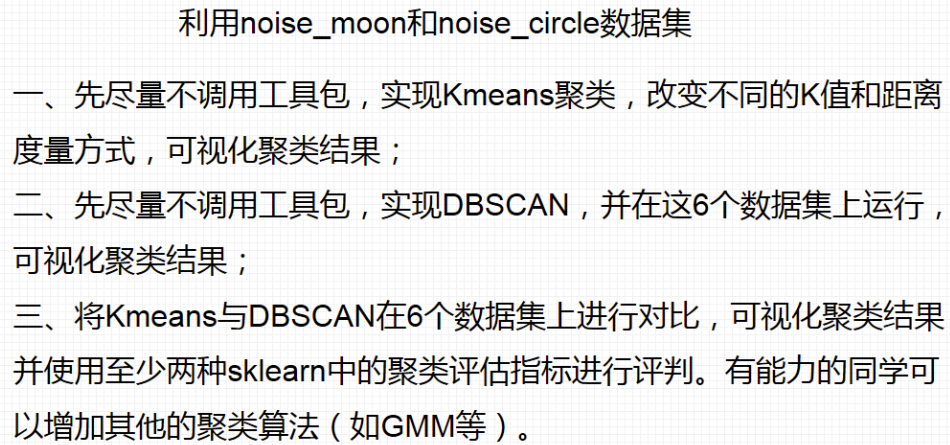 利用noise_moon和noise_circle数据集
一、先尽量不调用工具包，实现Kmeans聚类，改变不同的K值和距离
度量方式，可视化聚类结果；
二、先尽量不调用工具包，实现DBSCAN，并在这6个数据集上运行，
可视化聚类结果；
三、将Kmeans与DBSCAN在6个数据集上进行对比，可视化聚类结果
并使用至少两种sklearn中的聚类评估指标进行评判。有能力的同学可
以增加其他的聚类算法（如GMM等）。